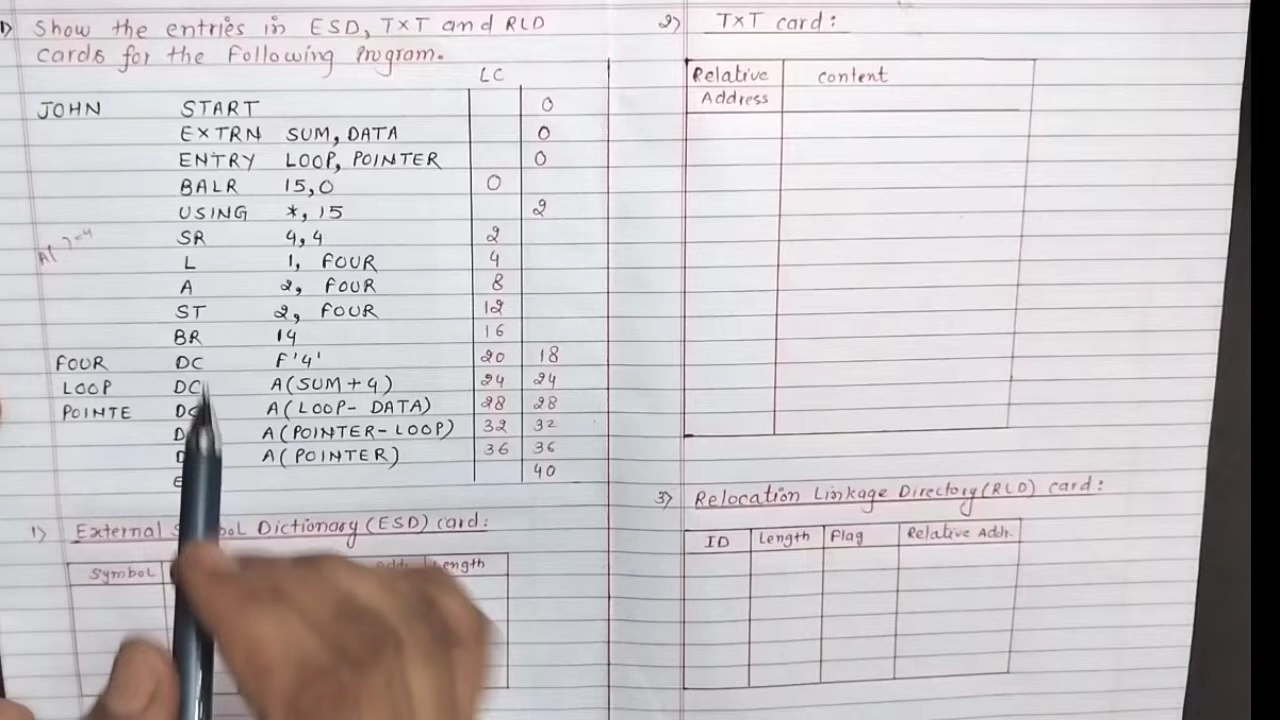 1) Show the entries in ESD, TXT and RLD
cards for the following Program.
LC
JOHN START 0
EXTRN SUM, DATA 0
ENTRY LOOP, POINTER 0
BALR 15,0 0
USING *, 15 2
SR 4,4 2
A( )=4
L 1, FOUR 4
A 2, FOUR 8
ST 2, FOUR 12
BR 14 16
FOUR DC F'4' 20 18
LOOP DC A(SUM+4) 24 24
POINTE A(LOOP- DATA) 28 28
A(POINTER-LOOP) 32 32
A(POINTER) 36 36
40
1) External Dictionary (ESD) card:
Symbol Length
2) TXT card:
Relative Address content
3) Relocation Linkage Directory (RLD) card:
ID Length Flag Relative Addr.